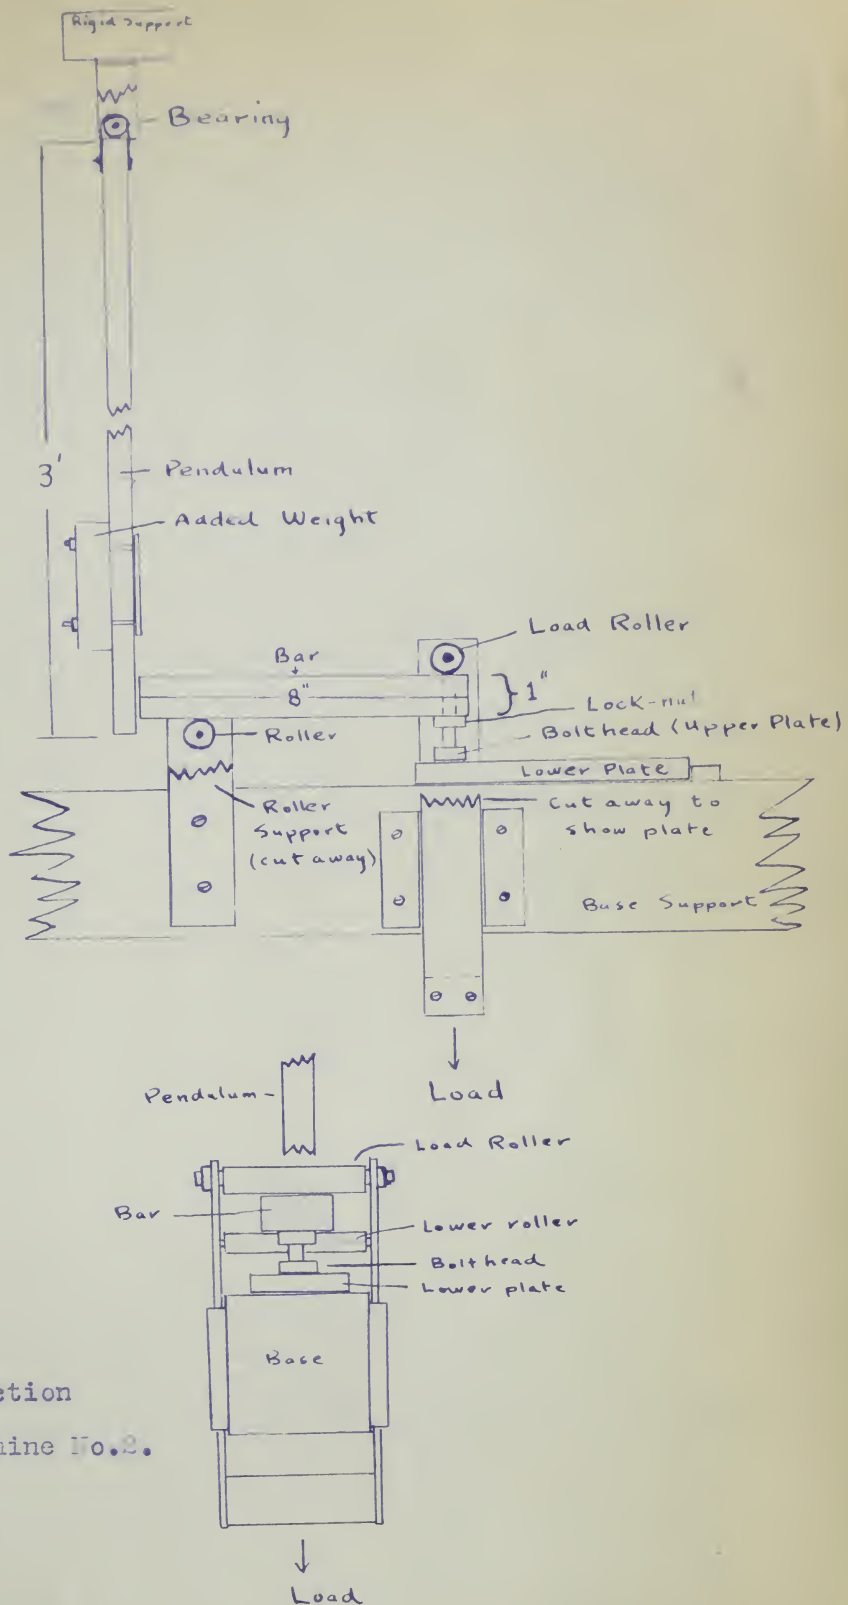 Rigid Support
Bearing
3'
Pendulum
Added Weight
Load Roller
Bar
8"
1"
Lock-nut
Bolthead (Upper Plate)
Roller
Lower Plate
Roller
Support
(cut away)
Cut away to
show plate
Base Support
Load
Pendulum
Load Roller
Bar
Lower roller
Bolthead
Lower plate
Base
No.2.
Load